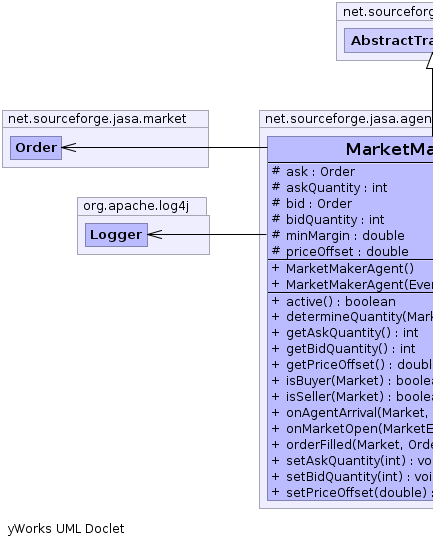 net.sourceforg
AbstractTra
net.sourceforge.jasa.market
Order
net.sourceforge.jasa.agen
MarketMa
# ask : Order
# askQuantity : int
# bid : Order
# bidQuantity : int
# minMargin : double
# priceOffset : double
+ MarketMakerAgent()
+ MarketMakerAgent(Ever
+ active() : boolean
+ determineQuantity(Mark
+ getAskQuantity() : int
+ getBidQuantity() : int
+ getPriceOffset() : doubl
+ isBuyer(Market) : boolea
+ isSeller(Market) : boolea
+ onAgentArrival(Market,
+ onMarketOpen(MarketE
+ orderFilled(Market, Orde
+ setAskQuantity(int) : voi
+ setBidQuantity(int) : voi
+ setPriceOffset(double) :
org.apache.log4j
Logger
yWorks UML Doclet